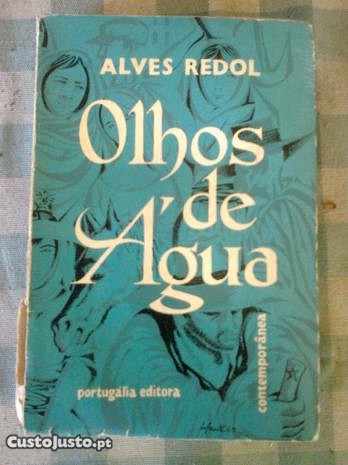 ALVES REDOL
Olhos
de
Água
portugália editora
contemporânea
CustoJusto.pt